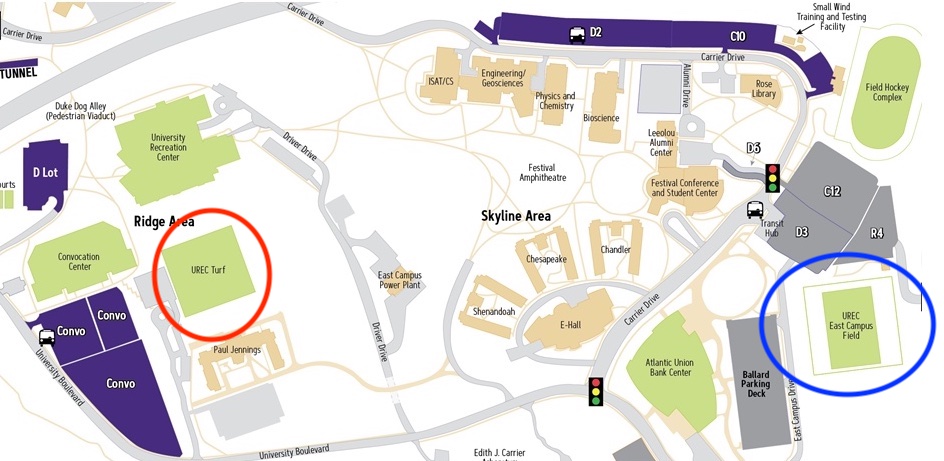 Carrier Drive
Small Wind
Training and Testing
Facility
Carrier Drive
D2
C10
TUNNEL
Carrier Drive
ISAT/CS
Engineering/
Geosciences
Physics and
Chemistry
Bioscience
Alumni Drive
Rose
Library
Field Hockey
Complex
Duke Dog Alley
(Pedestrian Viaduct)
University
Recreation
Center
Driver Drive
Leeolou
Alumni
Center
D6
D Lot
Festival
Amphitheatre
Festival Conference
and Student Center
C12
ourts
Ridge Area
Skyline Area
Transit
Hub
D3
R4
Convocation
Center
UREC Turf
Chesapeake
Chandler
East Campus
Power Plant
Shenandoah
Carrier Drive
E-Hall
UREC
East Campus
Field
Convo
Convo
Convo
Paul Jennings
Driver Drive
Atlantic Union
Bank Center
Ballard
Parking
Deck
University Boulevard
East Campus Drive
University Boulevard
Edith J. Carrier